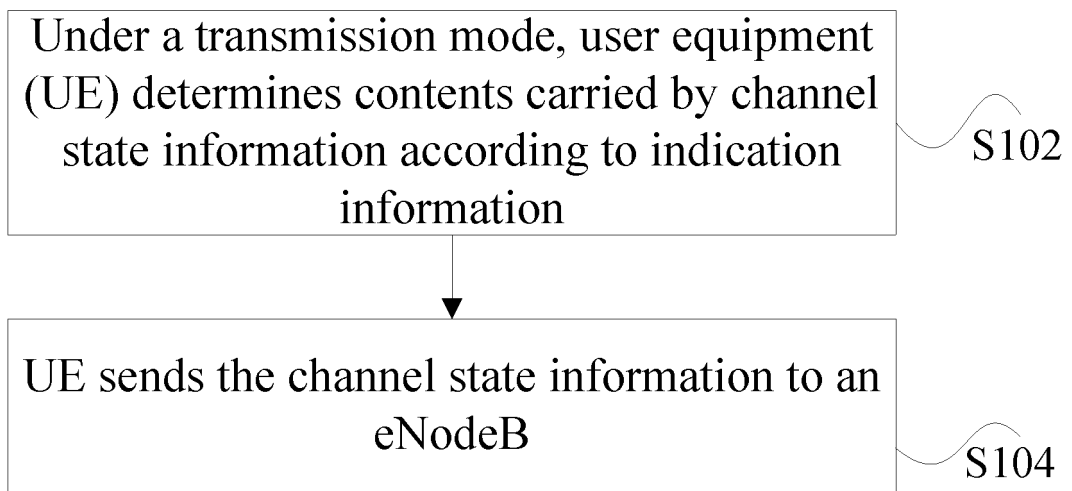 Under a transmission mode, user equipment
(UE) determines contents carried by channel
state information according to indication
information
S102
UE sends the channel state information to an
eNodeB
S104